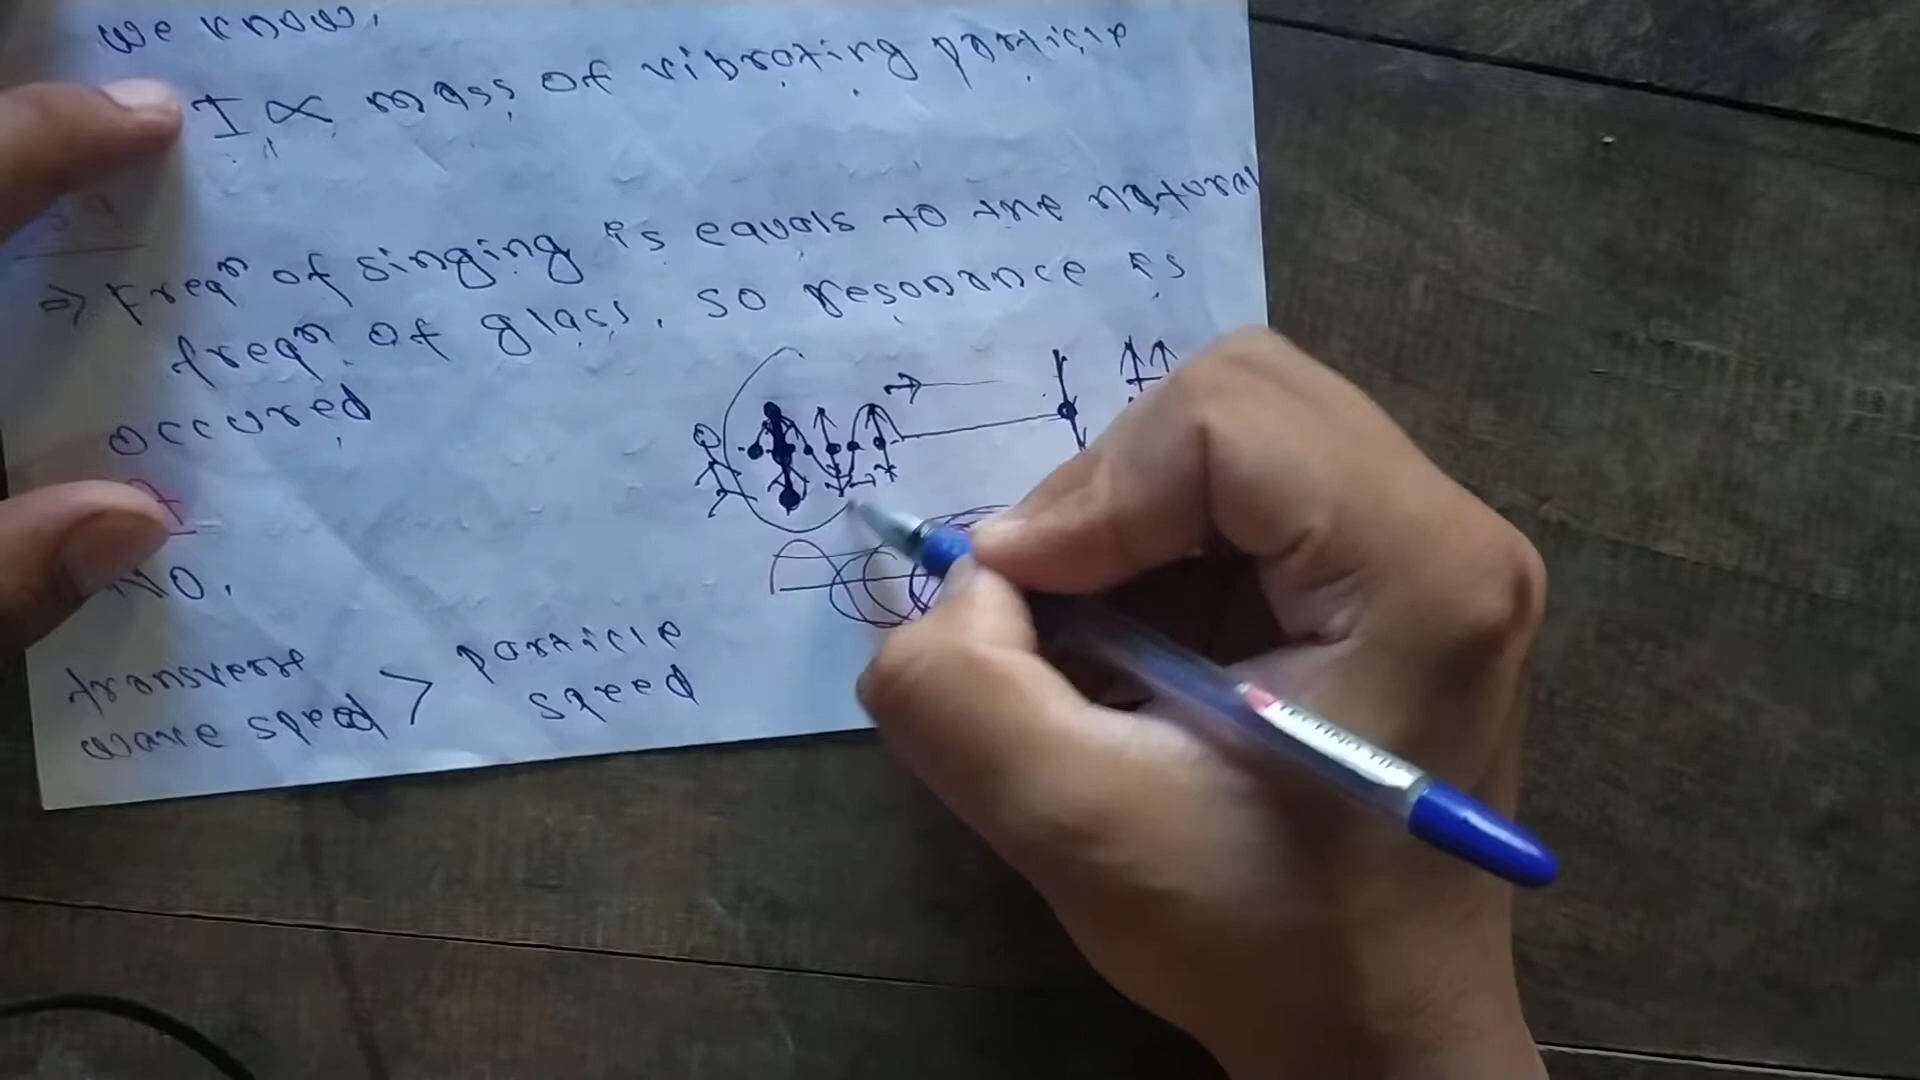 we know,
I ∝ mass of vibrating particle
⇒ Freqⁿ of singing is equals to the natural
freqⁿ of glass, so resonance is
occured
NO.
transverse
wave speed > particle
speed